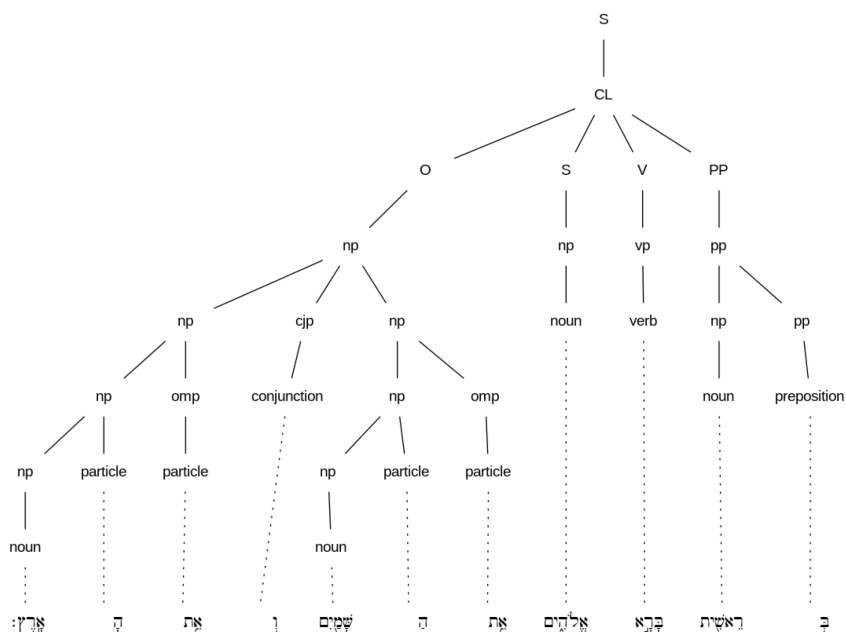 S
CL
O S V PP
np np vp pp
np cjp np noun verb np pp
np omp conjunction np omp noun preposition
np particle particle np particle particle
noun noun
בְּ רֵאשִׁ֖ית בָּרָ֣א אֱלֹהִ֑ים אֵ֥ת הַ שָּׁמַ֖יִם וְ אֵ֥ת הָ אָֽרֶץ׃